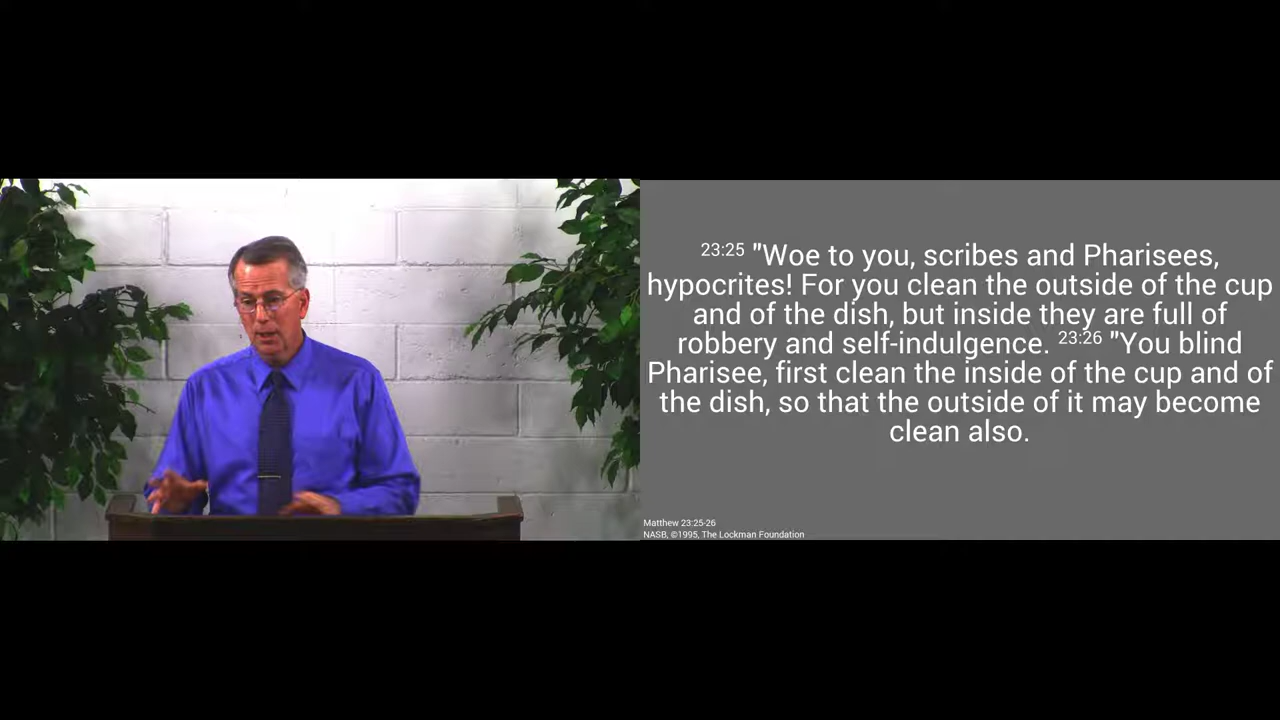 23:25 "Woe to you, scribes and Pharisees,
hypocrites! For you clean the outside of the cup
and of the dish, but inside they are full of
robbery and self-indulgence. 23:26 "You blind
Pharisee, first clean the inside of the cup and of
the dish, so that the outside of it may become
clean also.
Matthew 23:25-26
NASB, ©1995, The Lockman Foundation